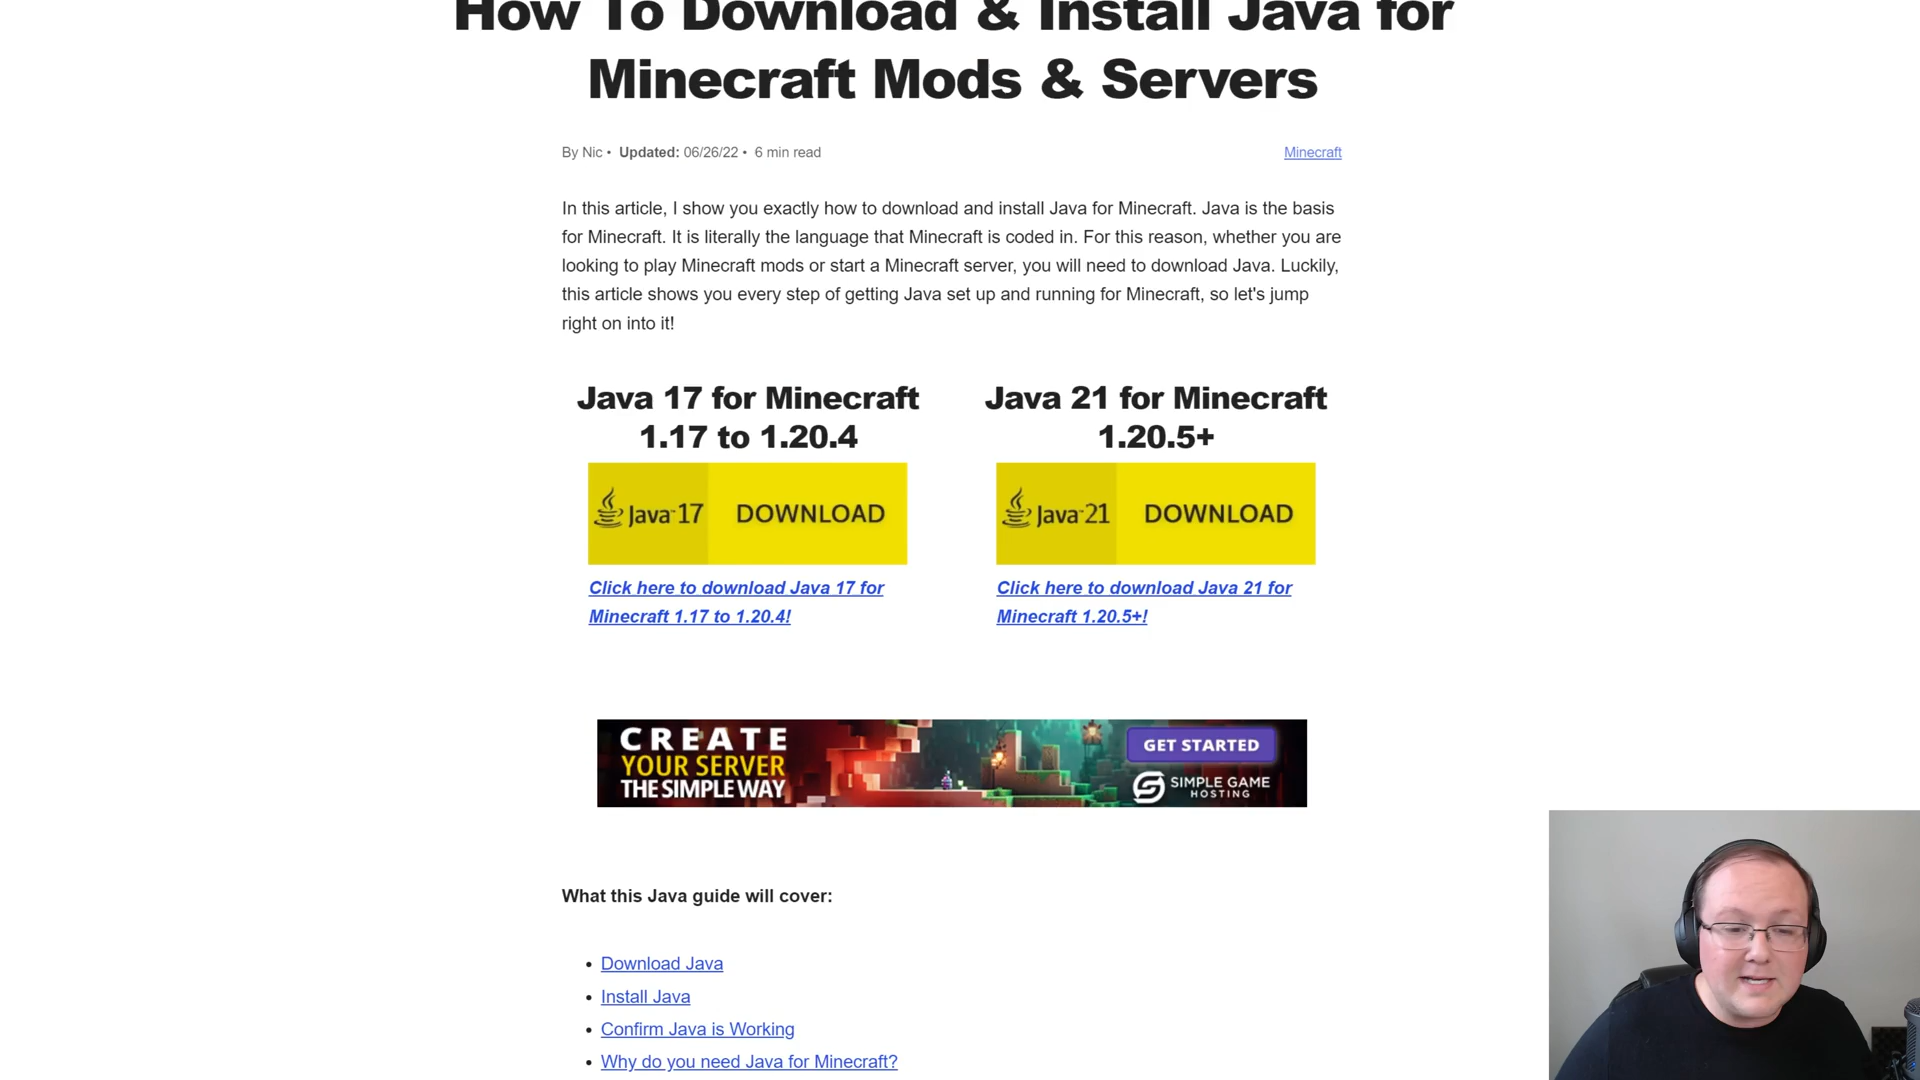 How To Download & Install Java for
Minecraft Mods & Servers
By Nic • Updated: 06/26/22 • 6 min read
Minecraft
In this article, I show you exactly how to download and install Java for Minecraft. Java is the basis
for Minecraft. It is literally the language that Minecraft is coded in. For this reason, whether you are
looking to play Minecraft mods or start a Minecraft server, you will need to download Java. Luckily,
this article shows you every step of getting Java set up and running for Minecraft, so let's jump
right on into it!
Java 17 for Minecraft
1.17 to 1.20.4
Java™17 DOWNLOAD
Click here to download Java 17 for
Minecraft 1.17 to 1.20.4!
Java 21 for Minecraft
1.20.5+
Java™21 DOWNLOAD
Click here to download Java 21 for
Minecraft 1.20.5+!
CREATE
YOUR SERVER
THE SIMPLE WAY
GET STARTED
SIMPLE GAME
HOSTING
What this Java guide will cover:
• Download Java
• Install Java
• Confirm Java is Working
• Why do you need Java for Minecraft?